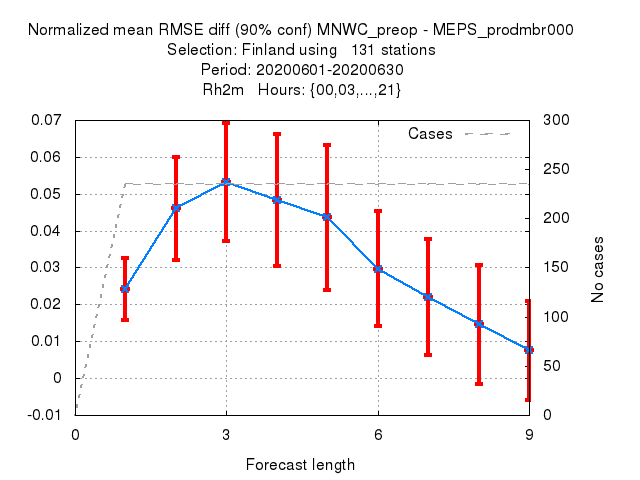 Normalized mean RMSE diff (90% conf) MNWC_preop - MEPS_prodmbr000
Selection: Finland using 131 stations
Period: 20200601-20200630
Rh2m Hours: {00,03,...,21}
Cases
0.07
0.06
0.05
0.04
0.03
0.02
0.01
0
-0.01
300
250
200
150
100
50
0
No cases
0 3 6 9
Forecast length